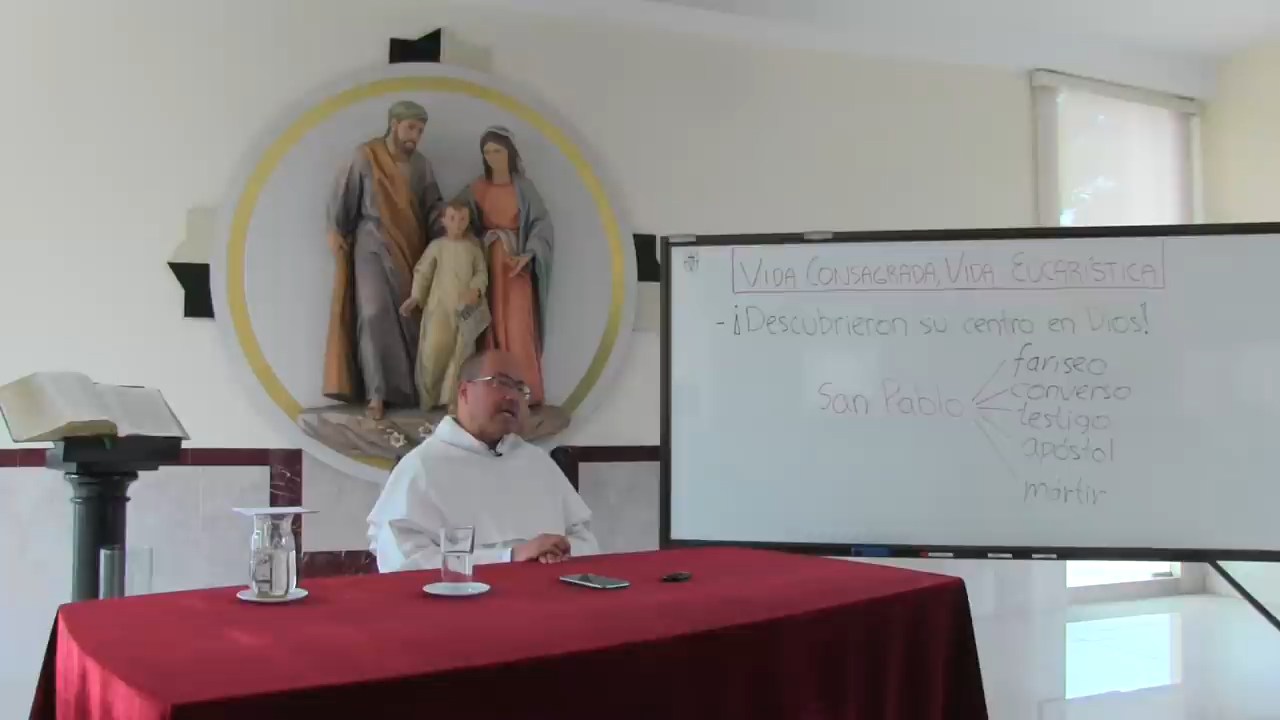 VIDA CONSAGRADA, VIDA EUCARÍSTICA
- ¡Descubrieron su centro en Dios!
fariseo
San Pablo converso
testigo
apóstol
mártir